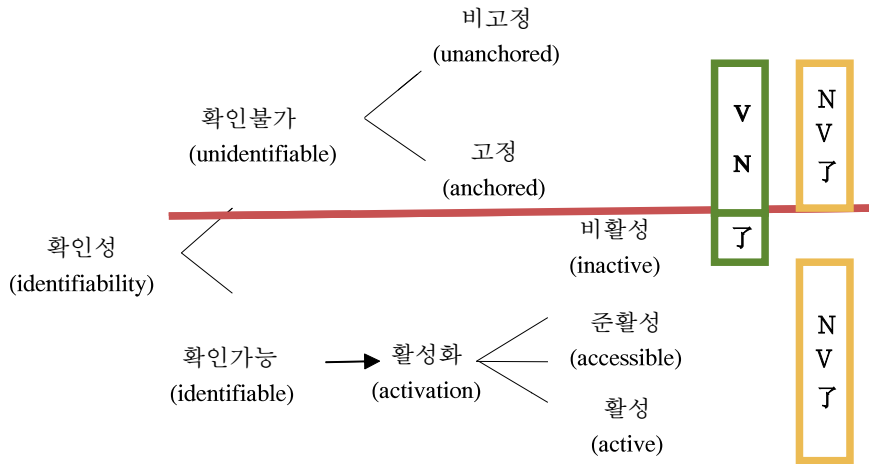 비고정
(unanchored)
확인불가
(unidentifiable)
고정
(anchored)
확인성
(identifiability)
비활성
(inactive)
준활성
(accessible)
확인가능
(identifiable)
활성화
(activation)
활성
(active)
V
N
了
N
V
了
N
V
了